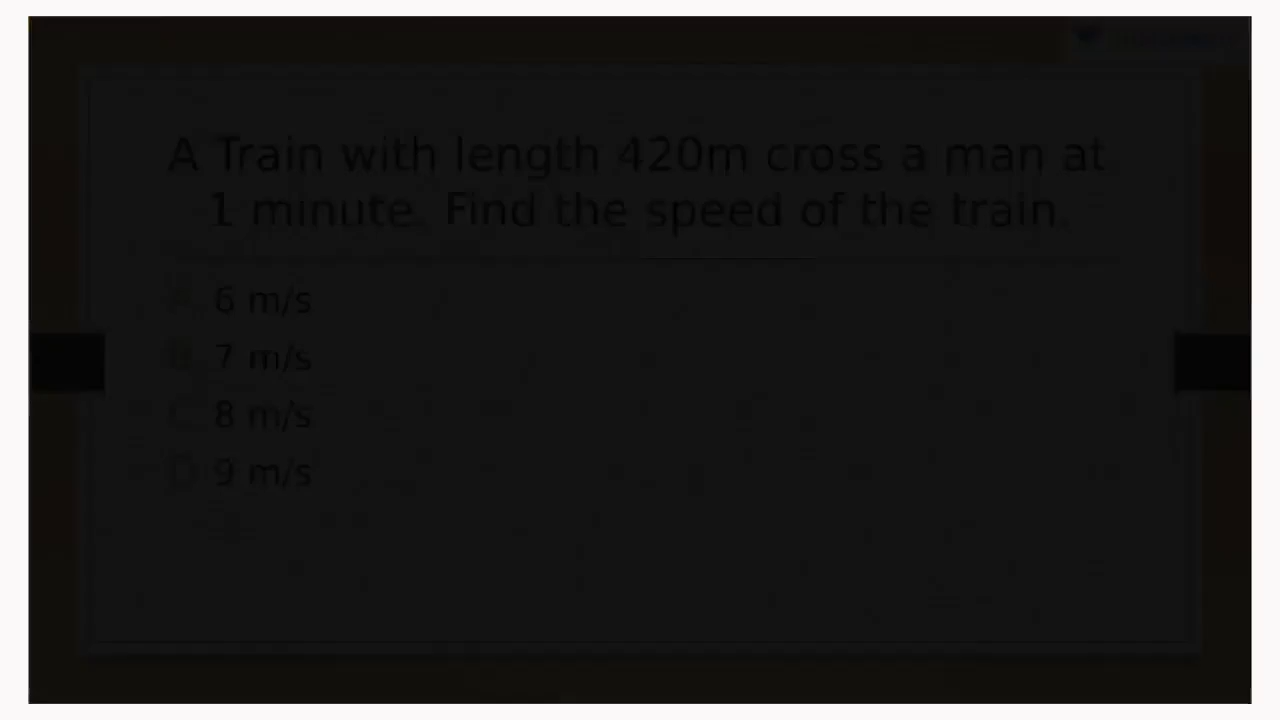 A Train with length 420m cross a man at
1 minute. Find the speed of the train.
A. 6 m/s
B. 7 m/s
C. 8 m/s
D. 9 m/s